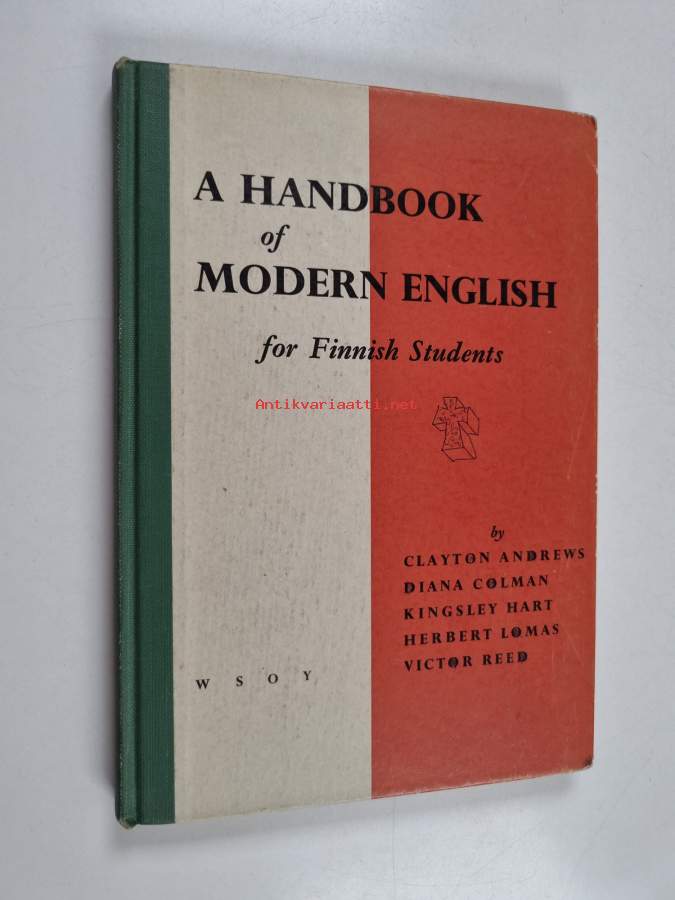 A HANDBOOK
of
MODERN ENGLISH
for Finnish Students
Antikvariaatti.net
by
CLAYTON ANDREWS
DIANA COLMAN
KINGSLEY HART
HERBERT LOMAS
VICTOR REED
W S O Y